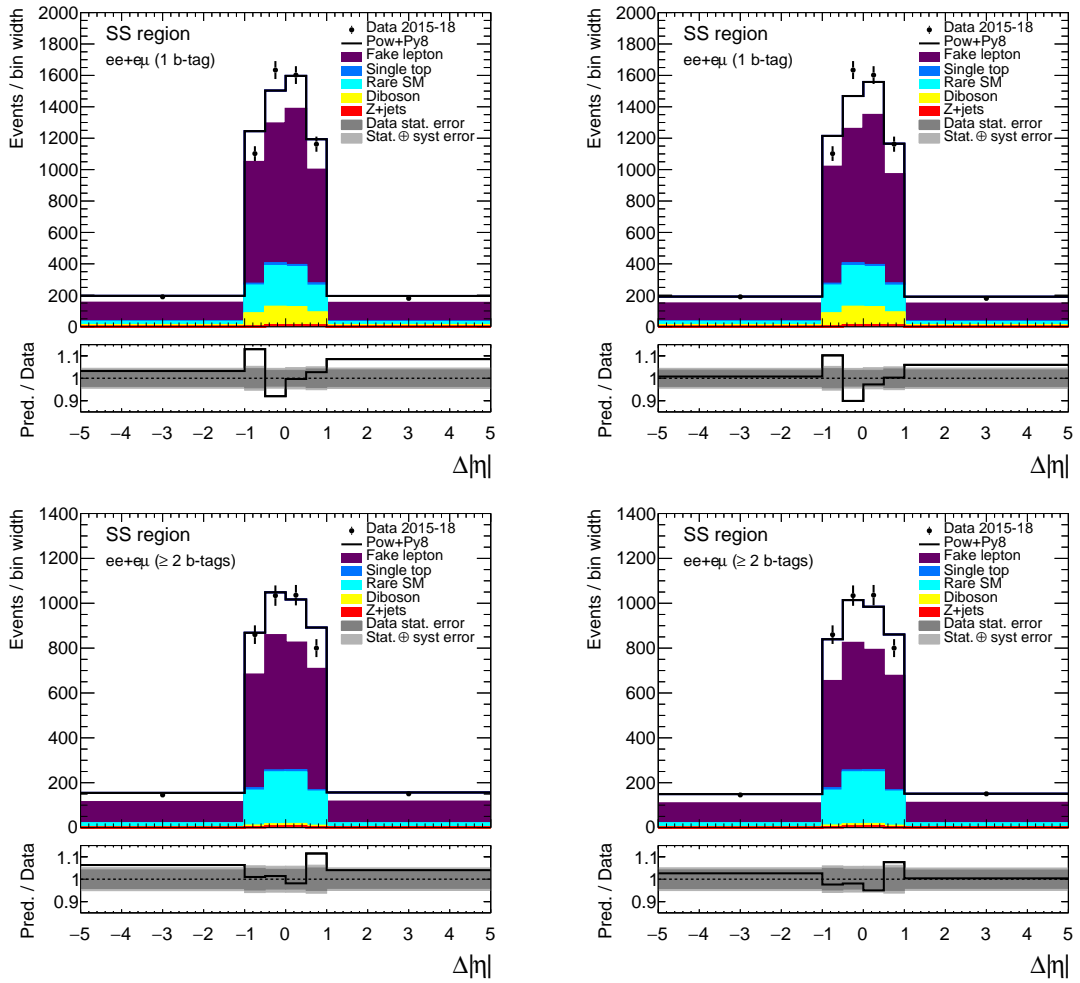 SS region
ee+eμ (1 b-tag)
Data 2015-18
Pow+Py8
Fake lepton
Single top
Rare SM
Diboson
Z+jets
Data stat. error
Stat.⊕ syst error
Events / bin width
2000
1800
1600
1400
1200
1000
800
600
400
200
0
Pred. / Data
1.1
1
0.9
−5 −4 −3 −2 −1 0 1 2 3 4 5
Δ|η|
SS region
ee+eμ (1 b-tag)
Data 2015-18
Pow+Py8
Fake lepton
Single top
Rare SM
Diboson
Z+jets
Data stat. error
Stat.⊕ syst error
Events / bin width
2000
1800
1600
1400
1200
1000
800
600
400
200
0
Pred. / Data
1.1
1
0.9
−5 −4 −3 −2 −1 0 1 2 3 4 5
Δ|η|
SS region
ee+eμ (≥ 2 b-tags)
Data 2015-18
Pow+Py8
Fake lepton
Single top
Rare SM
Diboson
Z+jets
Data stat. error
Stat.⊕ syst error
Events / bin width
1400
1200
1000
800
600
400
200
0
Pred. / Data
1.1
1
0.9
−5 −4 −3 −2 −1 0 1 2 3 4 5
Δ|η|
SS region
ee+eμ (≥ 2 b-tags)
Data 2015-18
Pow+Py8
Fake lepton
Single top
Rare SM
Diboson
Z+jets
Data stat. error
Stat.⊕ syst error
Events / bin width
1400
1200
1000
800
600
400
200
0
Pred. / Data
1.1
1
0.9
−5 −4 −3 −2 −1 0 1 2 3 4 5
Δ|η|